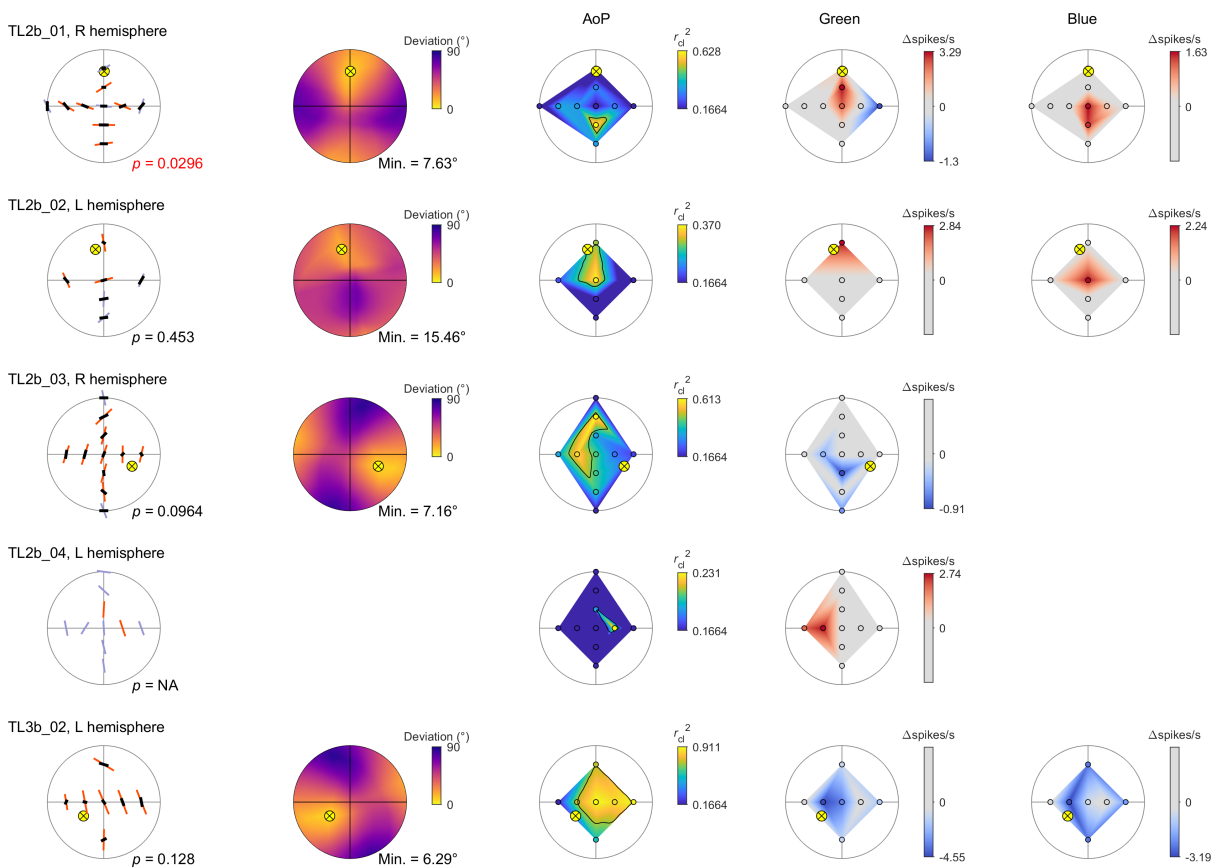 AoP Green Blue
TL2b_01, R hemisphere
Deviation (°) r_cl^2 Δspikes/s Δspikes/s
90 0.628 3.29 1.63
0 0
0 0.1664 -1.3
p = 0.0296 Min. = 7.63°
TL2b_02, L hemisphere
Deviation (°) r_cl^2 Δspikes/s Δspikes/s
90 0.370 2.84 2.24
0 0
0 0.1664
p = 0.453 Min. = 15.46°
TL2b_03, R hemisphere
Deviation (°) r_cl^2 Δspikes/s
90 0.613
0
0 0.1664 -0.91
p = 0.0964 Min. = 7.16°
TL2b_04, L hemisphere
r_cl^2 Δspikes/s
0.231 2.74
0
0.1664
p = NA
TL3b_02, L hemisphere
Deviation (°) r_cl^2 Δspikes/s Δspikes/s
90 0.911
0 0
0 0.1664 -4.55 -3.19
p = 0.128 Min. = 6.29°